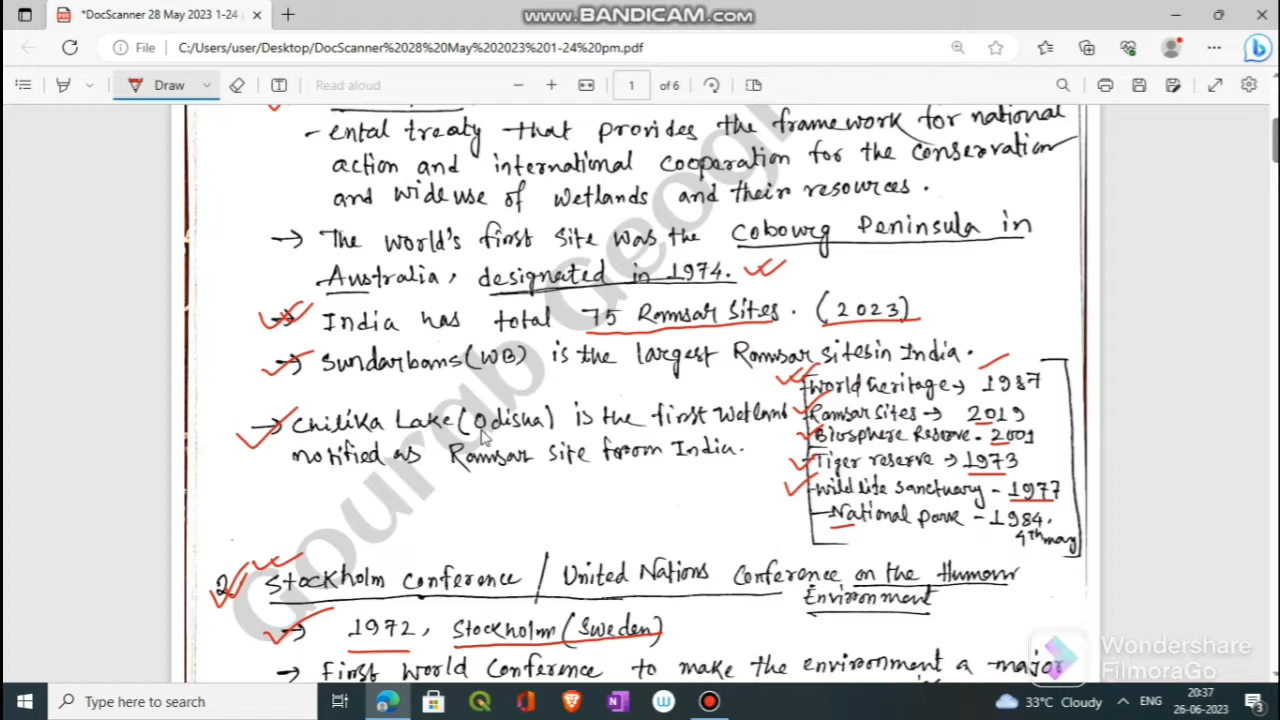 *DocScanner 28 May 2023 1-24
www.BANDICAM.com
File
C:/Users/user/Desktop/DocScanner%2028%20May%202023%201-24%20pm.pdf
Draw
Read aloud
1
of 6
-ental treaty that provides the framework for national
action and international cooperation for the conservation
and wide use of wetlands and their resources.
→ The world's first site was the Cobourg Peninsula in
Australia, designated in 1974.
→ India has total 75 Ramsar Sites. (2023)
→ Sundarbans (WB) is the largest Ramsar sites in India.
→ Chilika Lake (Odisha) is the first Wetland
notified as Ramsar site from India.
World heritage → 1987
Ramsar sites → 2019
Biosphere Reserve - 2001
Tiger reserve → 1973
wild life sanctuary - 1977
National park - 1984.
4th may
Gourab Geogr
2. Stockholm Conference / United Nations Conference on the Human
Environment
→ 1972, Stockholm (Sweden)
→ First World Conference to make the environment a major
Wondershare
FilmoraGo
Type here to search
33°C Cloudy
ENG
20:37
26-06-2023
3